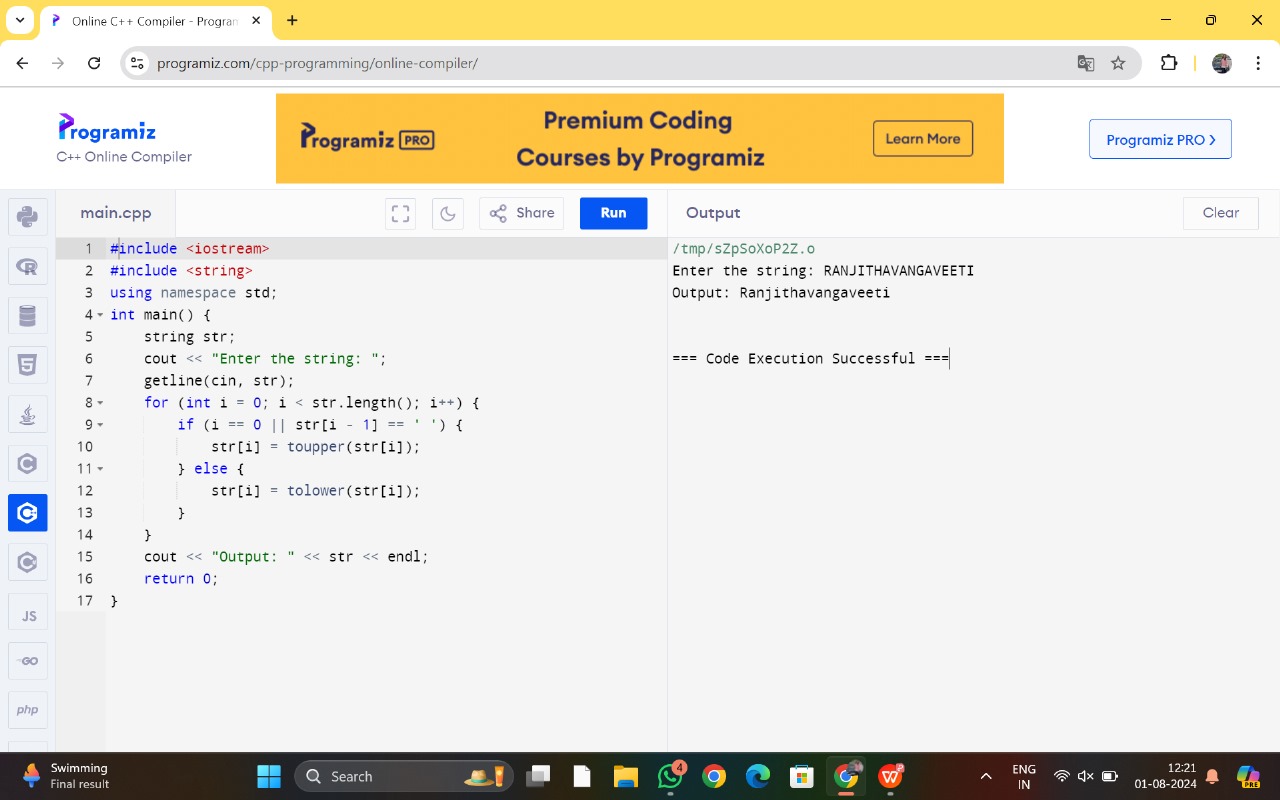 Online C++ Compiler - Progran
programiz.com/cpp-programming/online-compiler/
Programiz
C++ Online Compiler
Programiz PRO
Premium Coding
Courses by Programiz
Learn More
Programiz PRO >
main.cpp
Share
Run
Output
Clear
1 #include <iostream>
2 #include <string>
3 using namespace std;
4 int main() {
5     string str;
6     cout << "Enter the string: ";
7     getline(cin, str);
8     for (int i = 0; i < str.length(); i++) {
9         if (i == 0 || str[i - 1] == ' ') {
10             str[i] = toupper(str[i]);
11         } else {
12             str[i] = tolower(str[i]);
13         }
14     }
15     cout << "Output: " << str << endl;
16     return 0;
17 }
/tmp/sZpSoXoP2Z.o
Enter the string: RANJITHAVANGAVEETI
Output: Ranjithavangaveeti
=== Code Execution Successful ===
JS
GO
php
Swimming
Final result
Search
4
ENG
IN
12:21
01-08-2024
PRE